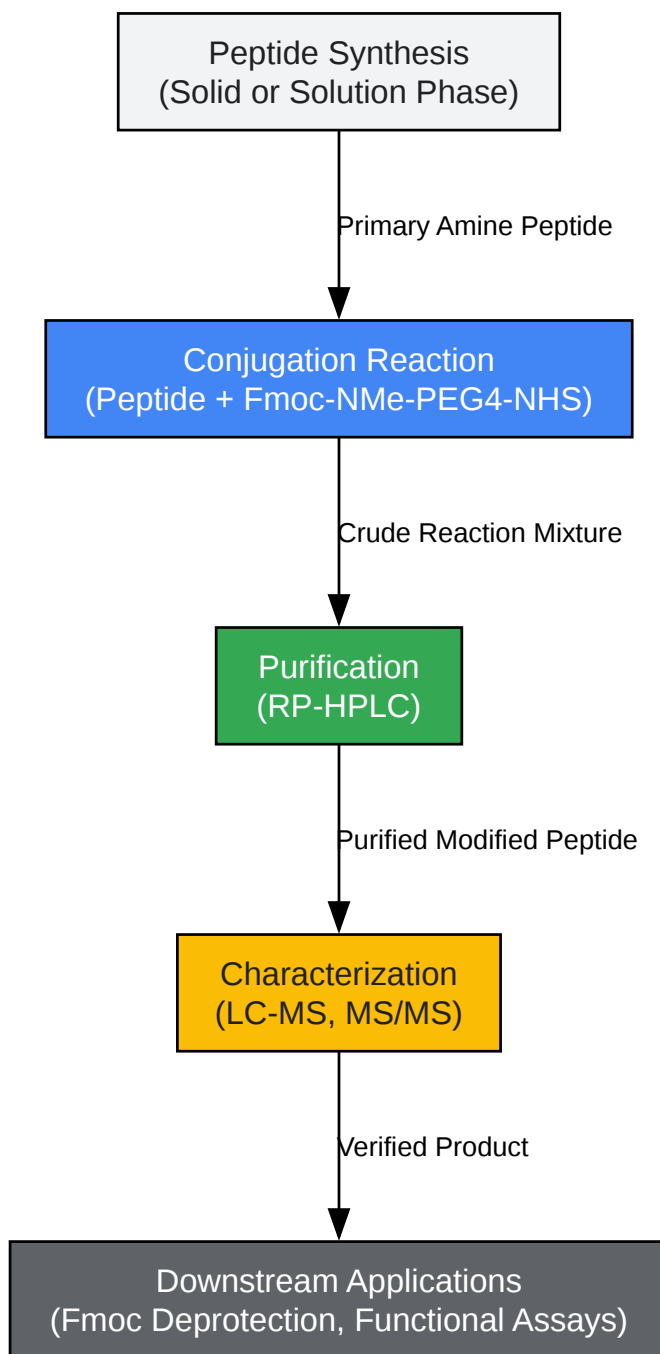 Peptide Synthesis
(Solid or Solution Phase)
Primary Amine Peptide
Conjugation Reaction
(Peptide + Fmoc-NMe-PEG4-NHS)
Crude Reaction Mixture
Purification
(RP-HPLC)
Purified Modified Peptide
Characterization
(LC-MS, MS/MS)
Verified Product
Downstream Applications
(Fmoc Deprotection, Functional Assays)